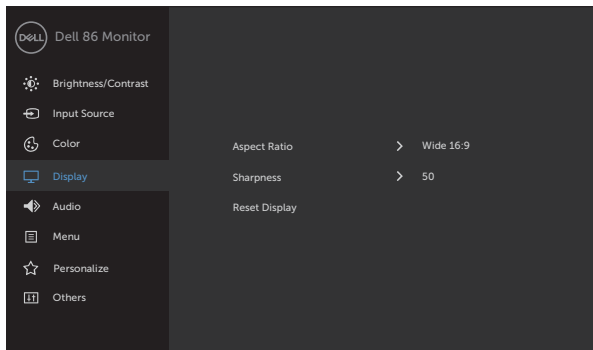 DELL
Dell 86 Monitor
Brightness/Contrast
Input Source
Color
Display
Audio
Menu
Personalize
Others
Aspect Ratio
Wide 16:9
Sharpness
50
Reset Display